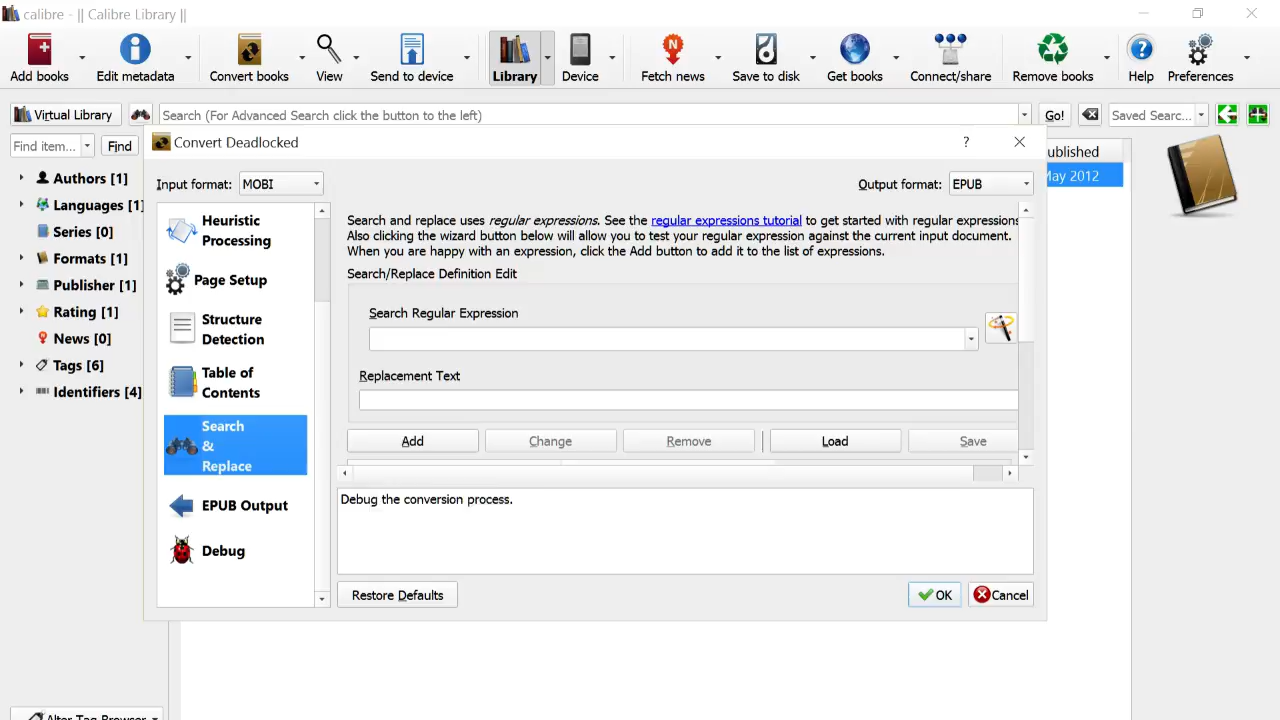 calibre - || Calibre Library ||
Add books
Edit metadata
Convert books
View
Send to device
Library
Device
Fetch news
Save to disk
Get books
Connect/share
Remove books
Help
Preferences
Virtual Library
Search (For Advanced Search click the button to the left)
Go!
Saved Searc...
Find item...
Find
Convert Deadlocked
?
ublished
May 2012
Authors [1]
Languages [1]
Series [0]
Formats [1]
Publisher [1]
Rating [1]
News [0]
Tags [6]
Identifiers [4]
Input format:
MOBI
Output format:
EPUB
Heuristic
Processing
Page Setup
Structure
Detection
Table of
Contents
Search
&
Replace
EPUB Output
Debug
Search and replace uses regular expressions. See the regular expressions tutorial to get started with regular expressions
Also clicking the wizard button below will allow you to test your regular expression against the current input document.
When you are happy with an expression, click the Add button to add it to the list of expressions.
Search/Replace Definition Edit
Search Regular Expression
Replacement Text
Add
Change
Remove
Load
Save
Debug the conversion process.
Restore Defaults
OK
Cancel
Alter Tag Browser